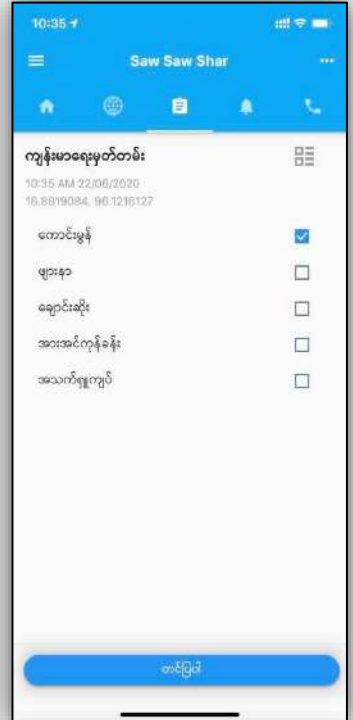 10:35
Saw Saw Shar
ကျန်းမာရေးမှတ်တမ်း
10:35 AM 22/06/2020
16.8819084, 96.1216127
ကောင်းမွန်
ဖျားနာ
ချောင်းဆိုး
အားအင်ကုန်ခန်း
အသက်ရှူကျပ်
တင်ပြပါ